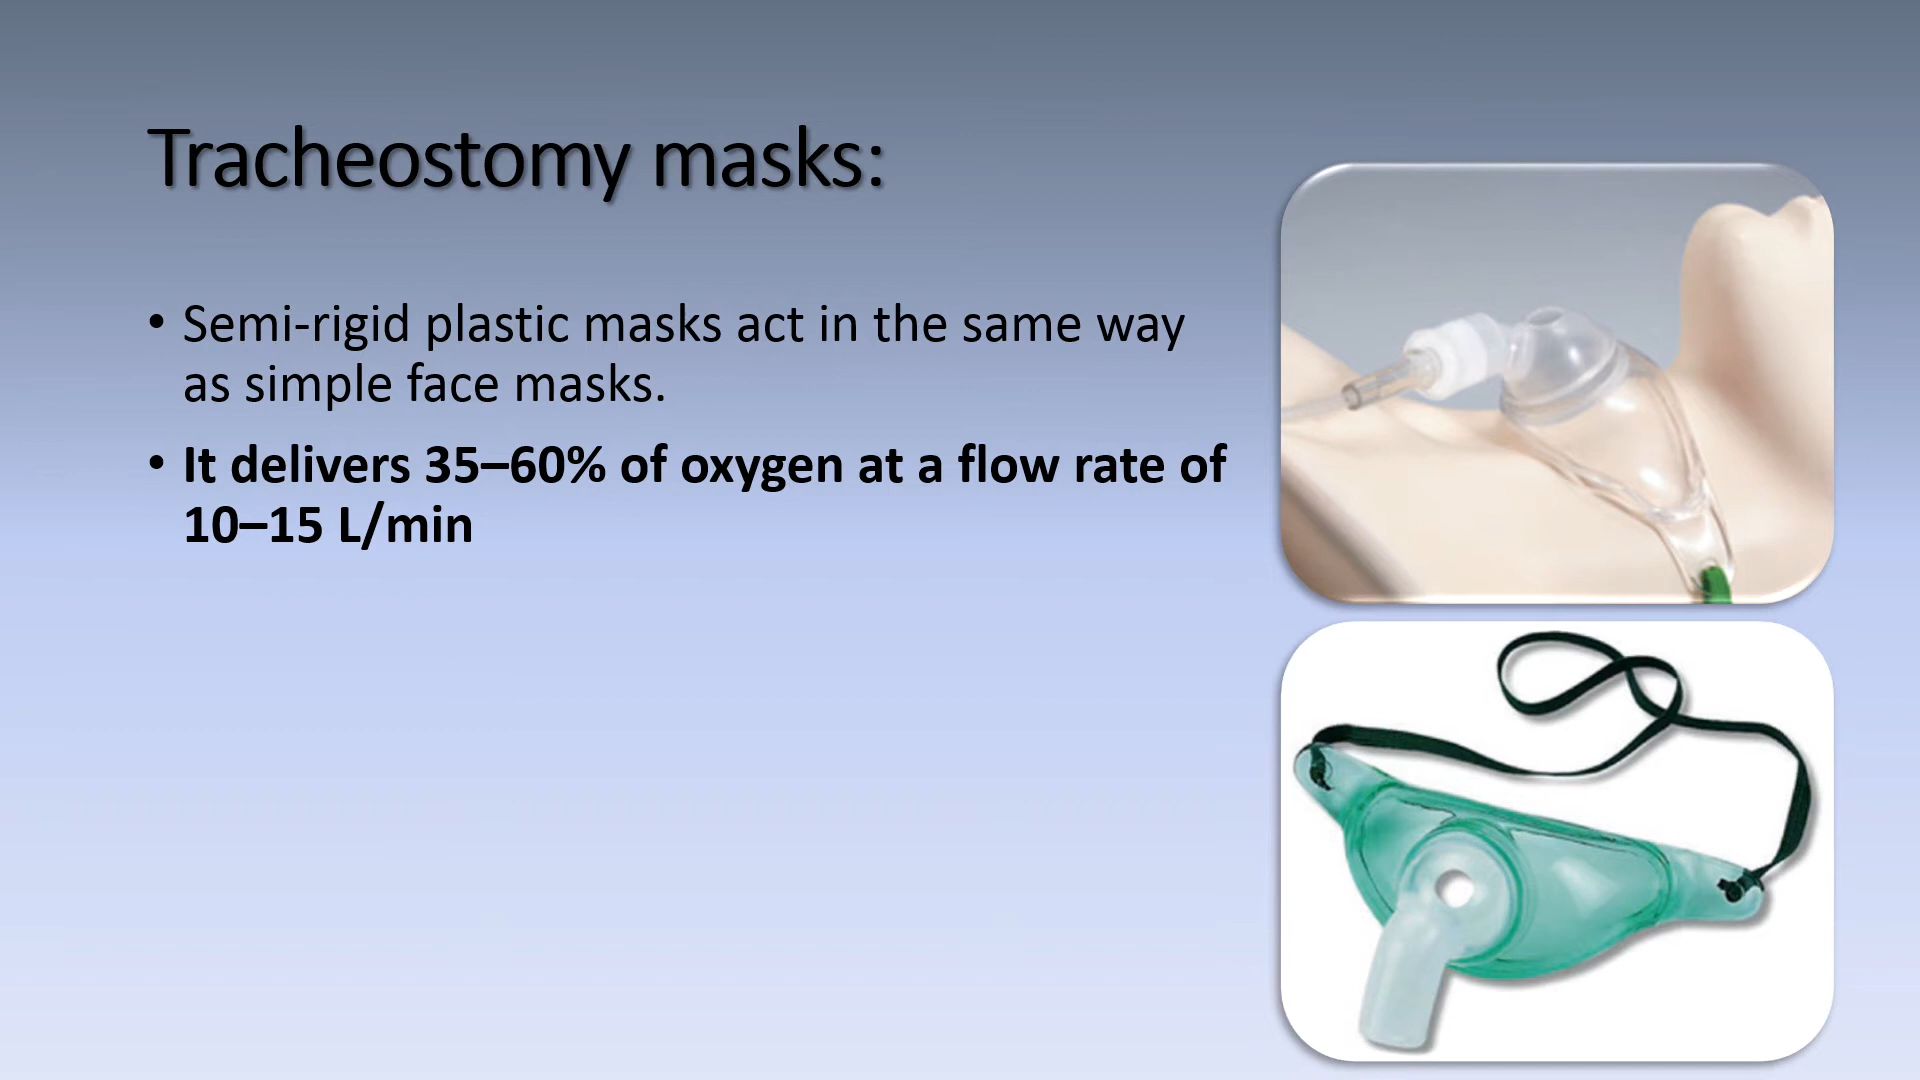 Tracheostomy masks:
• Semi-rigid plastic masks act in the same way
as simple face masks.
• It delivers 35–60% of oxygen at a flow rate of
10–15 L/min